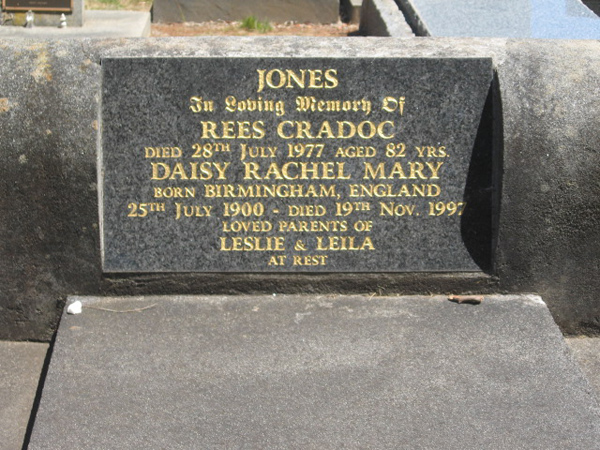 JONES
In Loving Memory Of
REES CRADOC
DIED 28TH JULY 1977 AGED 82 YRS.
DAISY RACHEL MARY
BORN BIRMINGHAM, ENGLAND
25TH JULY 1900 - DIED 19TH NOV. 1997
LOVED PARENTS OF
LESLIE & LEILA
AT REST